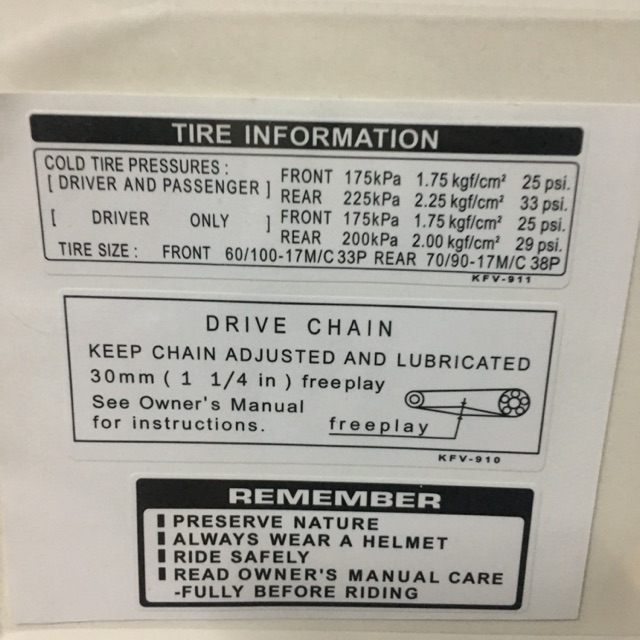 TIRE INFORMATION
COLD TIRE PRESSURES :
[ DRIVER AND PASSENGER ] FRONT 175kPa 1.75 kgf/cm² 25 psi.
REAR 225kPa 2.25 kgf/cm² 33 psi.
[ DRIVER ONLY ] FRONT 175kPa 1.75 kgf/cm² 25 psi.
REAR 200kPa 2.00 kgf/cm² 29 psi.
TIRE SIZE : FRONT 60/100-17M/C 33P REAR 70/90-17M/C 38P
KFV-911
DRIVE CHAIN
KEEP CHAIN ADJUSTED AND LUBRICATED
30mm ( 1 1/4 in ) freeplay
See Owner's Manual
for instructions.
freeplay
KFV-910
REMEMBER
PRESERVE NATURE
ALWAYS WEAR A HELMET
RIDE SAFELY
READ OWNER'S MANUAL CARE
-FULLY BEFORE RIDING